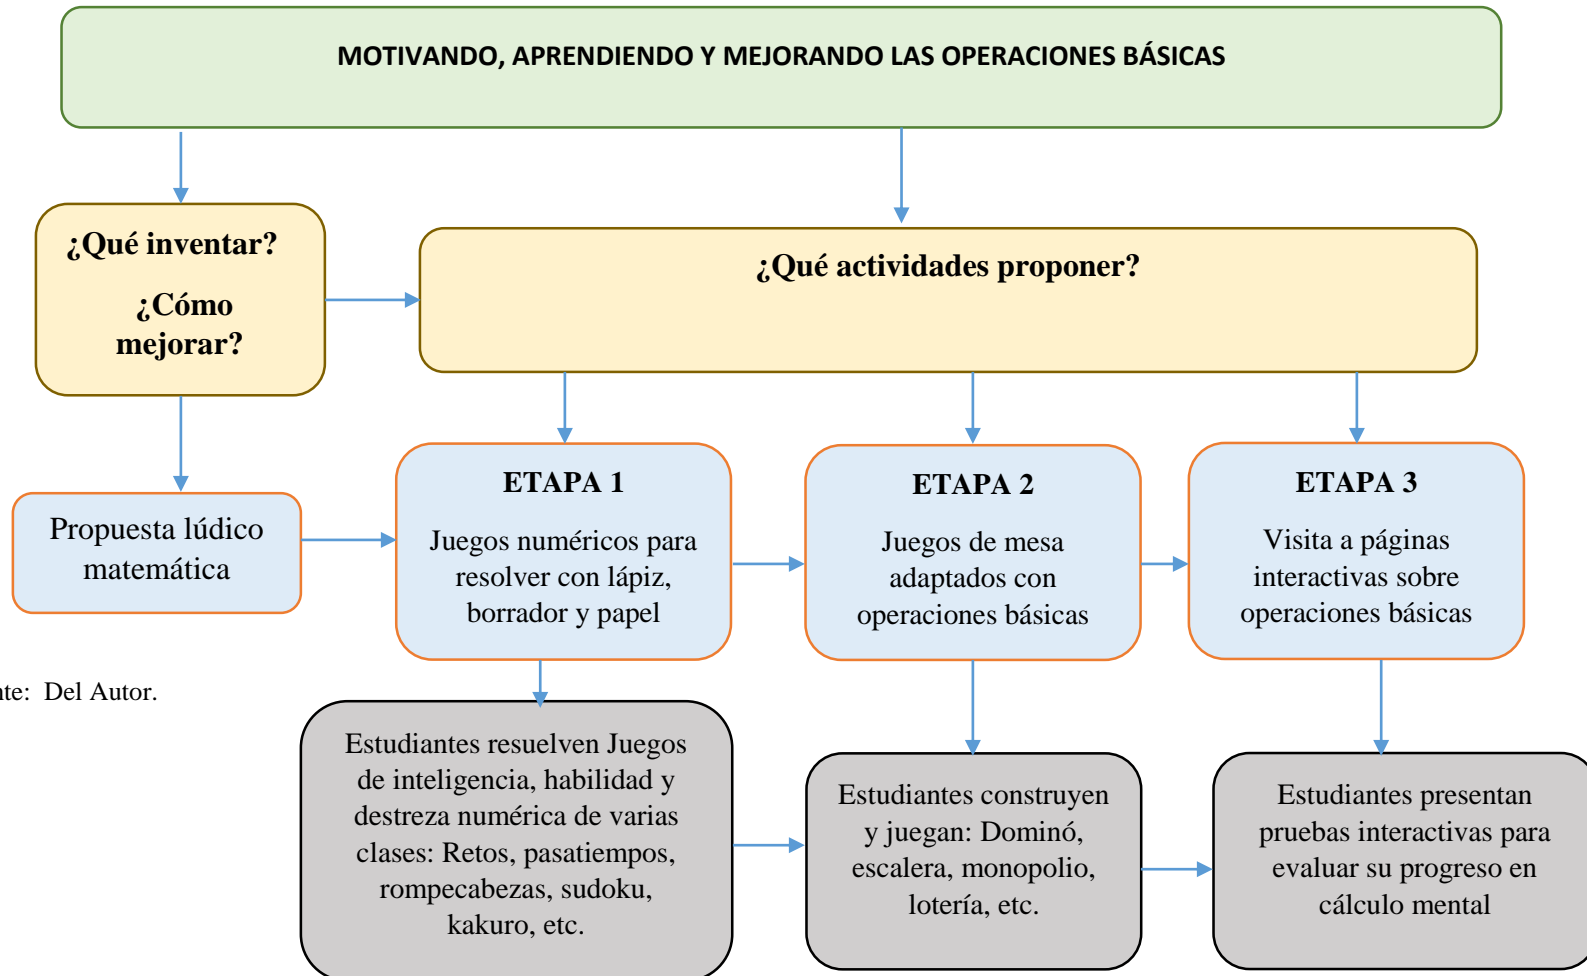 MOTIVANDO, APRENDIENDO Y MEJORANDO LAS OPERACIONES BÁSICAS
¿Qué inventar?
¿Cómo
mejorar?
¿Qué actividades proponer?
Propuesta lúdico
matemática
ETAPA 1
Juegos numéricos para
resolver con lápiz,
borrador y papel
ETAPA 2
Juegos de mesa
adaptados con
operaciones básicas
ETAPA 3
Visita a páginas
interactivas sobre
operaciones básicas
nte: Del Autor.
Estudiantes resuelven Juegos
de inteligencia, habilidad y
destreza numérica de varias
clases: Retos, pasatiempos,
rompecabezas, sudoku,
kakuro, etc.
Estudiantes construyen
y juegan: Dominó,
escalera, monopolio,
lotería, etc.
Estudiantes presentan
pruebas interactivas para
evaluar su progreso en
cálculo mental